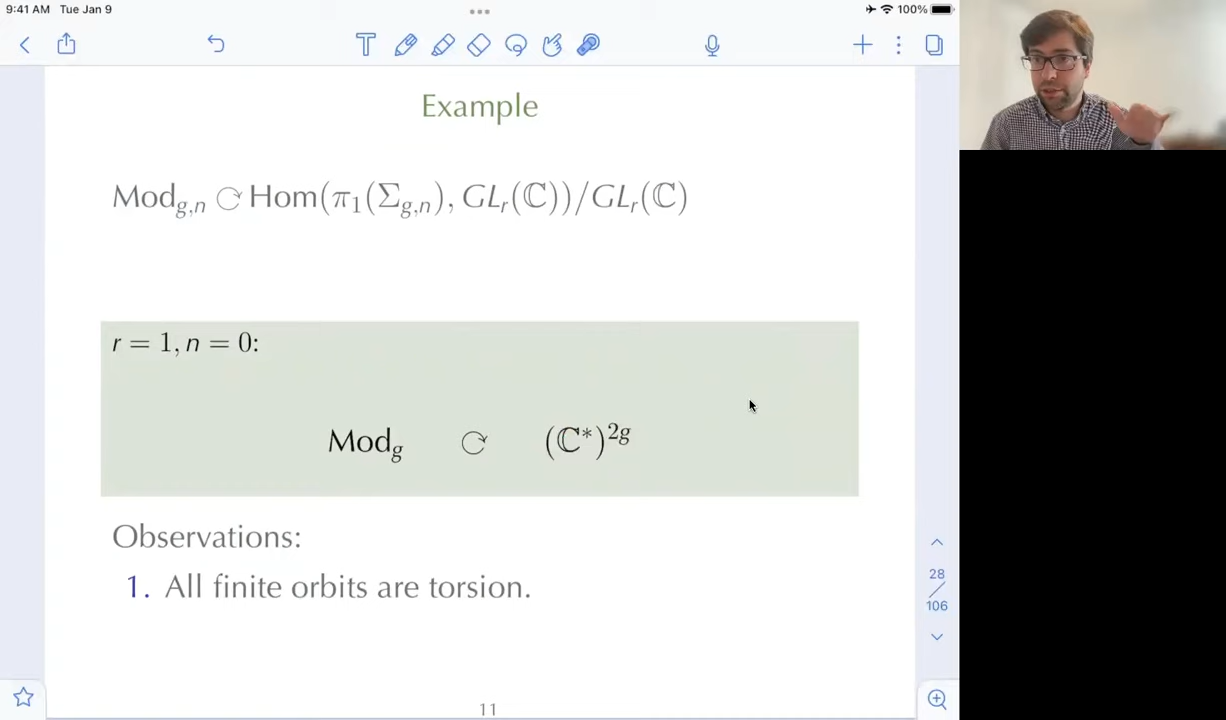 9:41 AM Tue Jan 9
100%
T
Example
Mod_{g,n} ⟳ Hom(π₁(Σ_{g,n}), GL_r(ℂ))/GL_r(ℂ)
r = 1, n = 0:
Mod_g ⟳ (ℂ*)^{2g}
Observations:
1. All finite orbits are torsion.
28
106
11